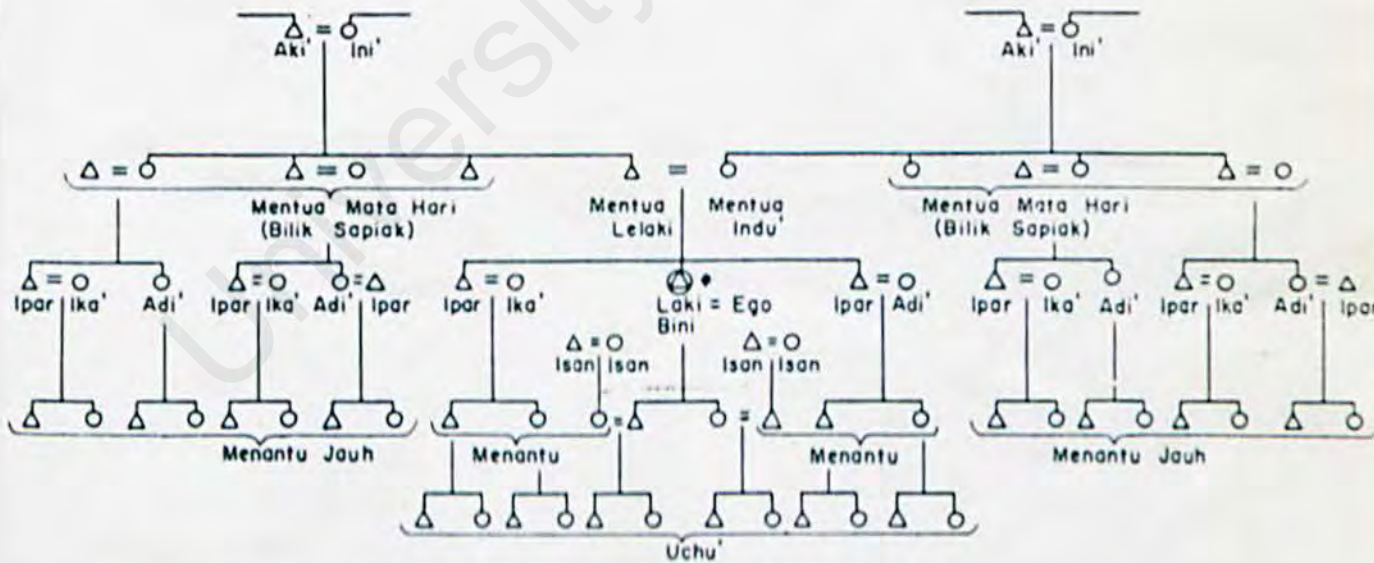 Aki' Ini' Aki' Ini'
Mentua Mata Hari Mentua Mentua Mentua Mata Hari
(Bilik Sapiak) Lelaki Indu' (Bilik Sapiak)
Ipar Ika' Adi' Ipar Ika' Adi' Ipar Ipar Ika' Laki = Ego Ipar Adi' Ipar Ika' Adi' Ipar Ika' Adi' Ipar
Bini
Isan Isan Isan Isan
Menantu Jauh Menantu Menantu Menantu Jauh
Uchu'
University